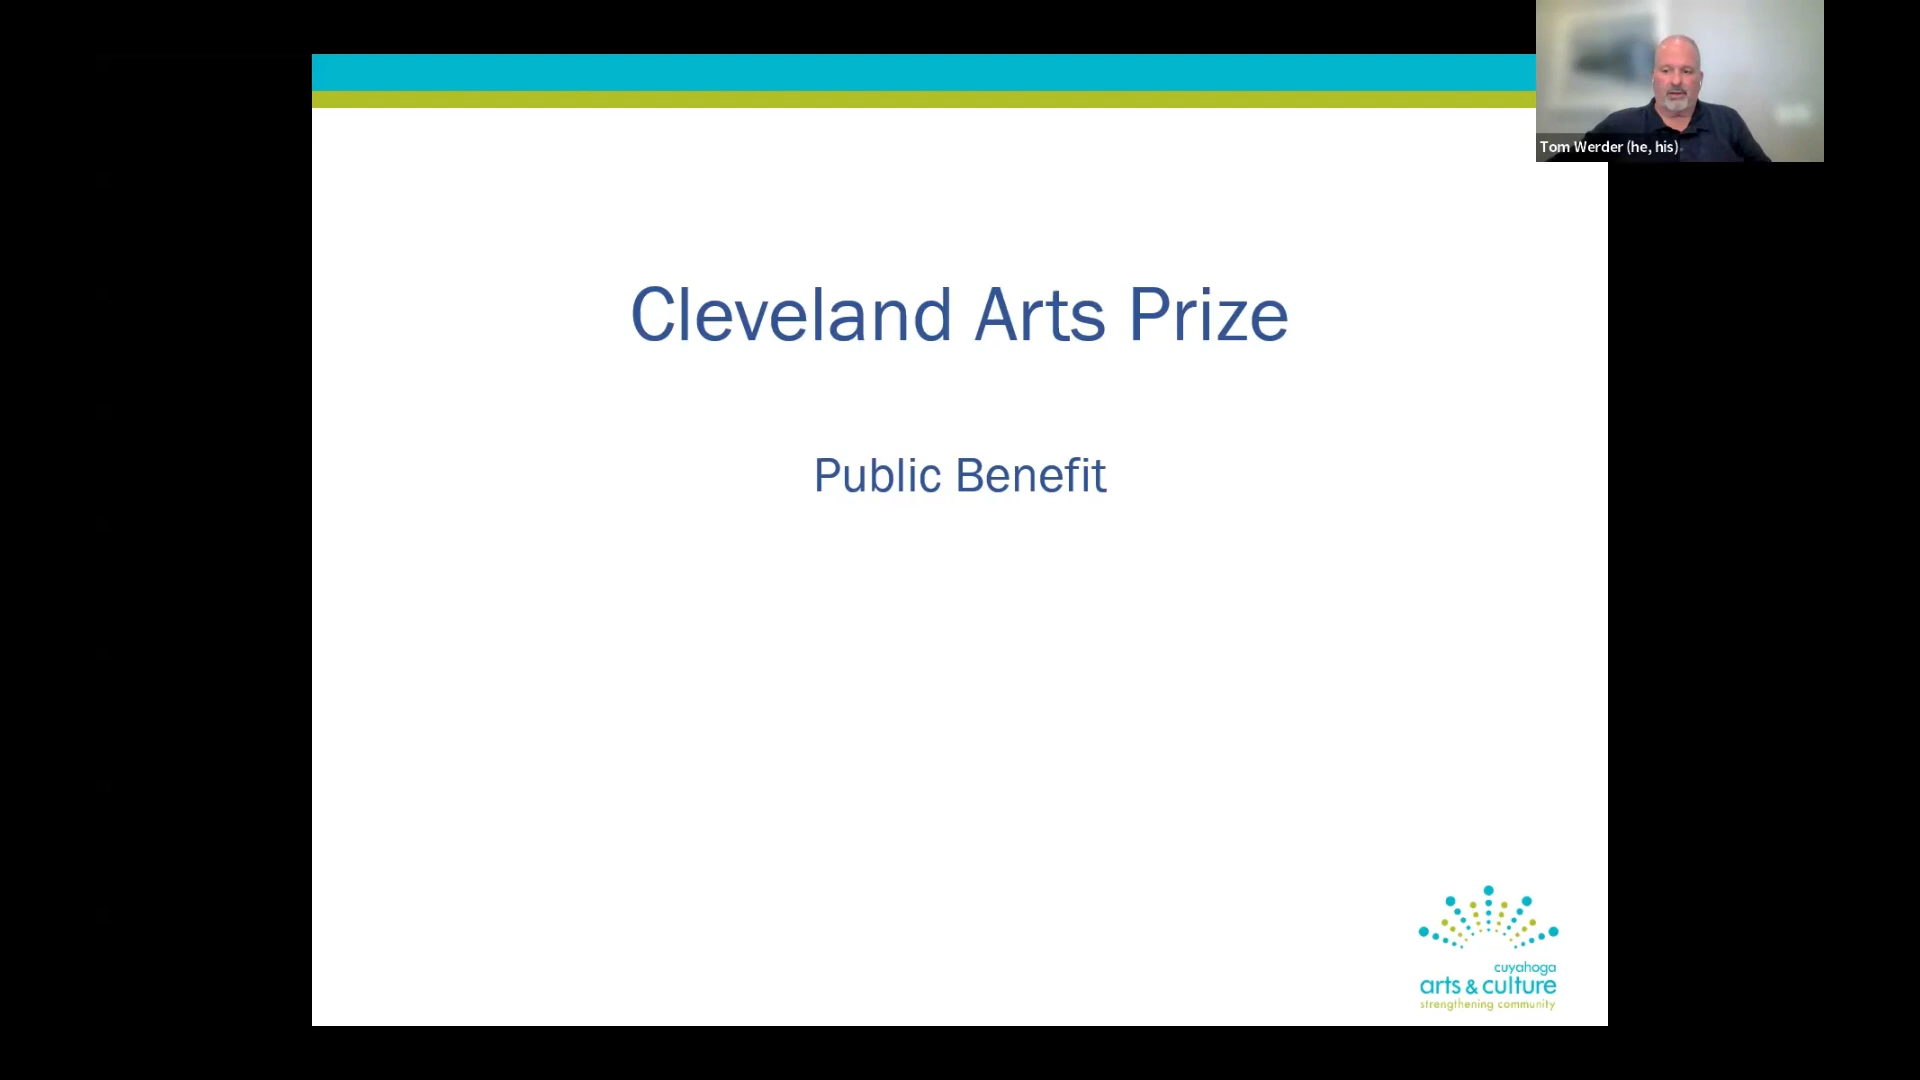 Tom Werder (he, his)
Cleveland Arts Prize
Public Benefit
cuyahoga
arts & culture
strengthening community